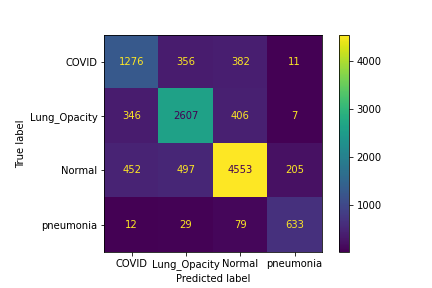 COVID 1276 356 382 11
Lung_Opacity 346 2607 406 7
Normal 452 497 4553 205
pneumonia 12 29 79 633
COVID Lung_Opacity Normal pneumonia
Predicted label
True label
4000
3000
2000
1000